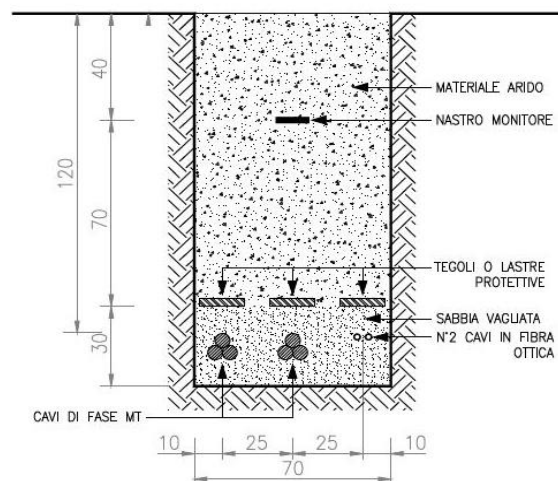 40
MATERIALE ARIDO
NASTRO MONITORE
120
70
TEGOLI O LASTRE
PROTETTIVE
SABBIA VAGLIATA
N°2 CAVI IN FIBRA
OTTICA
30
CAVI DI FASE MT
10 25 25 10
70